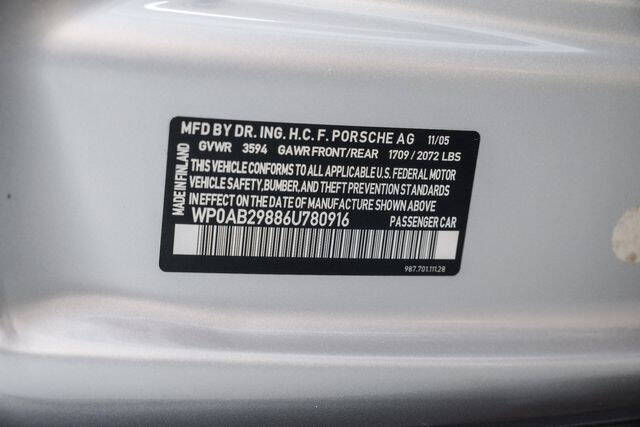 MFD BY DR. ING. H.C. F. PORSCHE AG 11/05
GVWR 3594 GAWR FRONT/REAR 1709 / 2072 LBS
THIS VEHICLE CONFORMS TO ALL APPLICABLE U.S. FEDERAL MOTOR
VEHICLE SAFETY, BUMPER, AND THEFT PREVENTION STANDARDS
IN EFFECT ON THE DATE OF MANUFACTURE SHOWN ABOVE.
WP0AB29886U780916 PASSENGER CAR
987.701.111.28
MADE IN FINLAND